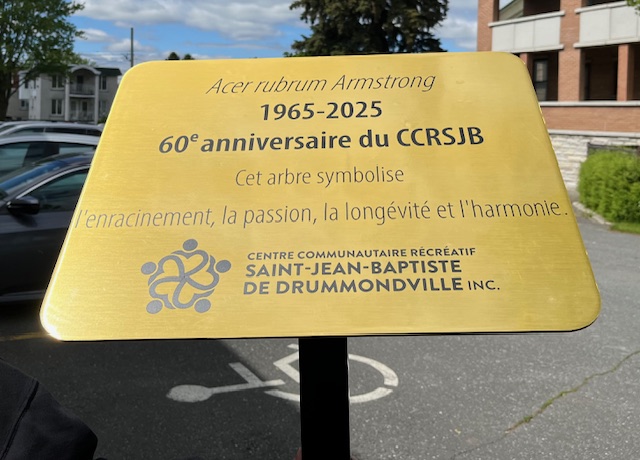 Acer rubrum Armstrong
1965-2025
60e anniversaire du CCRSJB
Cet arbre symbolise
l'enracinement, la passion, la longévité et l'harmonie.
CENTRE COMMUNAUTAIRE RÉCRÉATIF
SAINT-JEAN-BAPTISTE
DE DRUMMONDVILLE INC.